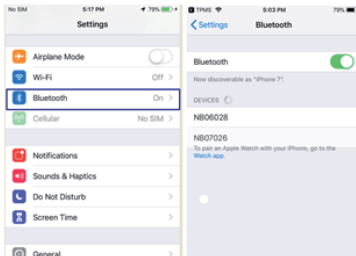 No SIM 5:17 PM 79%
Settings
Airplane Mode
Wi-Fi Off
Bluetooth On
Cellular No SIM
Notifications
Sounds & Haptics
Do Not Disturb
Screen Time
General
TPMS 5:03 PM 79%
Settings Bluetooth
Bluetooth
Now discoverable as "iPhone 7".
DEVICES
NB06028
NB07026
To pair an Apple Watch with your iPhone, go to the
Watch app.